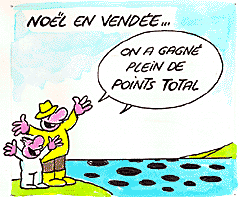 NOËL EN VENDÉE...
ON A GAGNÉ
PLEIN DE
POINTS TOTAL